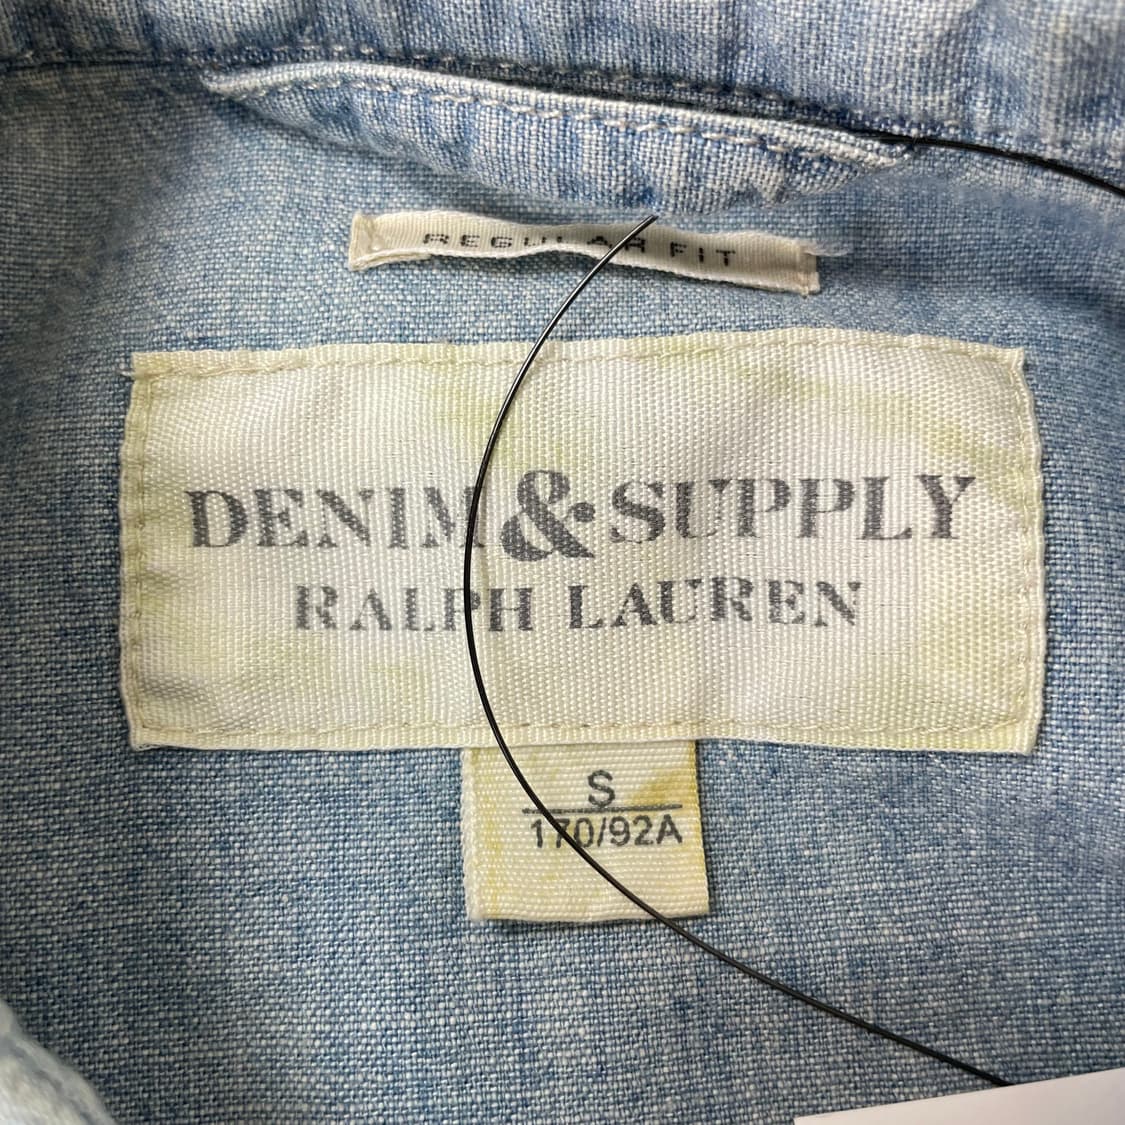 REGULAR FIT
DENIM & SUPPLY
RALPH LAUREN
S
170/92A